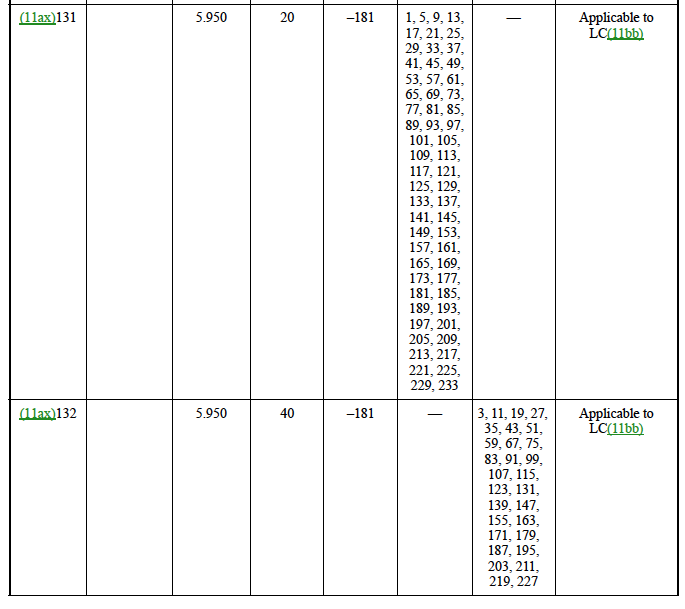 (11ax)131 5.950 20 –181 1, 5, 9, 13, — Applicable to
17, 21, 25, LC(11bb)
29, 33, 37,
41, 45, 49,
53, 57, 61,
65, 69, 73,
77, 81, 85,
89, 93, 97,
101, 105,
109, 113,
117, 121,
125, 129,
133, 137,
141, 145,
149, 153,
157, 161,
165, 169,
173, 177,
181, 185,
189, 193,
197, 201,
205, 209,
213, 217,
221, 225,
229, 233
(11ax)132 5.950 40 –181 — 3, 11, 19, 27, Applicable to
35, 43, 51, LC(11bb)
59, 67, 75,
83, 91, 99,
107, 115,
123, 131,
139, 147,
155, 163,
171, 179,
187, 195,
203, 211,
219, 227